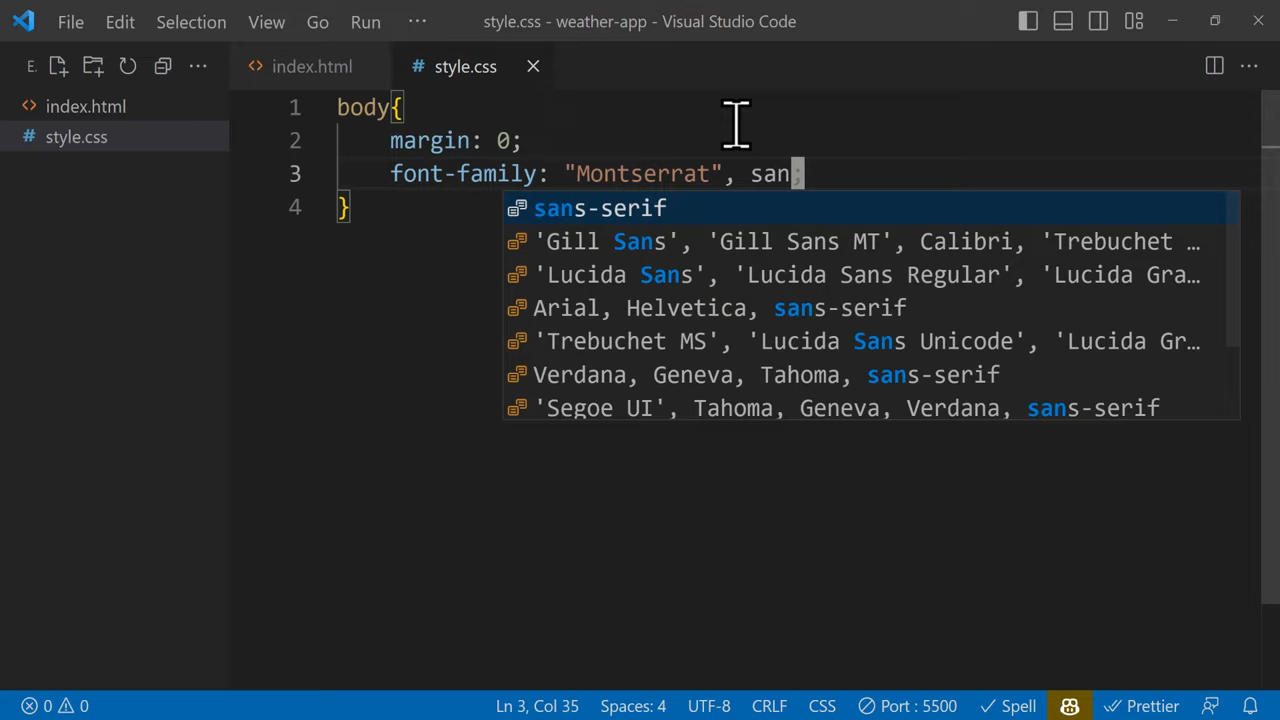 File Edit Selection View Go Run ··· style.css - weather-app - Visual Studio Code
E. ··· index.html # style.css
index.html
# style.css
1 body{
2 margin: 0;
3 font-family: "Montserrat", san;
4 }
sans-serif
'Gill Sans', 'Gill Sans MT', Calibri, 'Trebuchet …
'Lucida Sans', 'Lucida Sans Regular', 'Lucida Gra…
Arial, Helvetica, sans-serif
'Trebuchet MS', 'Lucida Sans Unicode', 'Lucida Gr…
Verdana, Geneva, Tahoma, sans-serif
'Segoe UI', Tahoma, Geneva, Verdana, sans-serif
0 0 Ln 3, Col 35 Spaces: 4 UTF-8 CRLF CSS Port : 5500 Spell Prettier